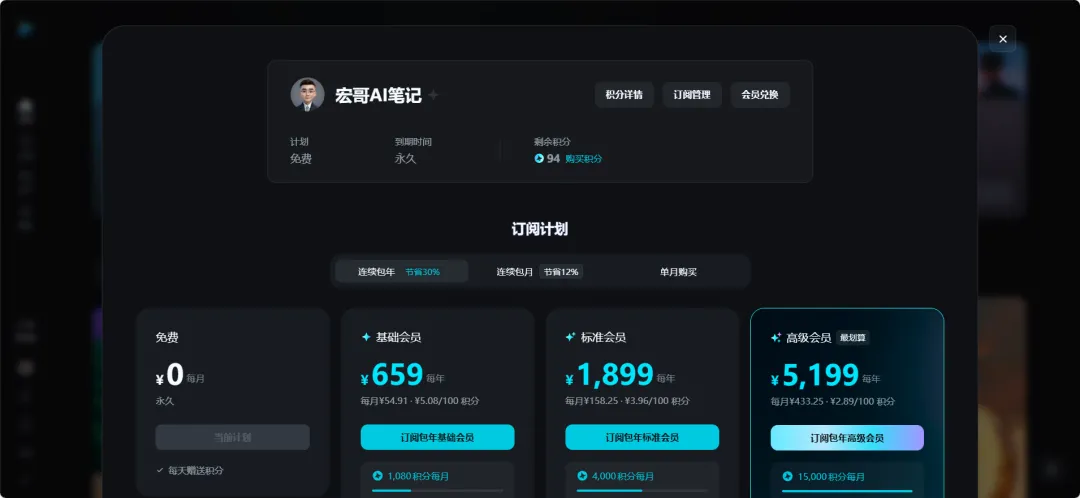 宏哥AI笔记
积分详情
订阅管理
会员兑换
计划
到期时间
剩余积分
免费
永久
94 购买积分
订阅计划
连续包年 节省30%
连续包月 节省12%
单月购买
免费
¥0 每月
永久
当前计划
每天赠送积分
基础会员
¥659 每年
每月¥54.91 · ¥5.08/100 积分
订阅包年基础会员
1,080 积分每月
标准会员
¥1,899 每年
每月¥158.25 · ¥3.96/100 积分
订阅包年标准会员
4,000 积分每月
高级会员 最划算
¥5,199 每年
每月¥433.25 · ¥2.89/100 积分
订阅包年高级会员
15,000 积分每月